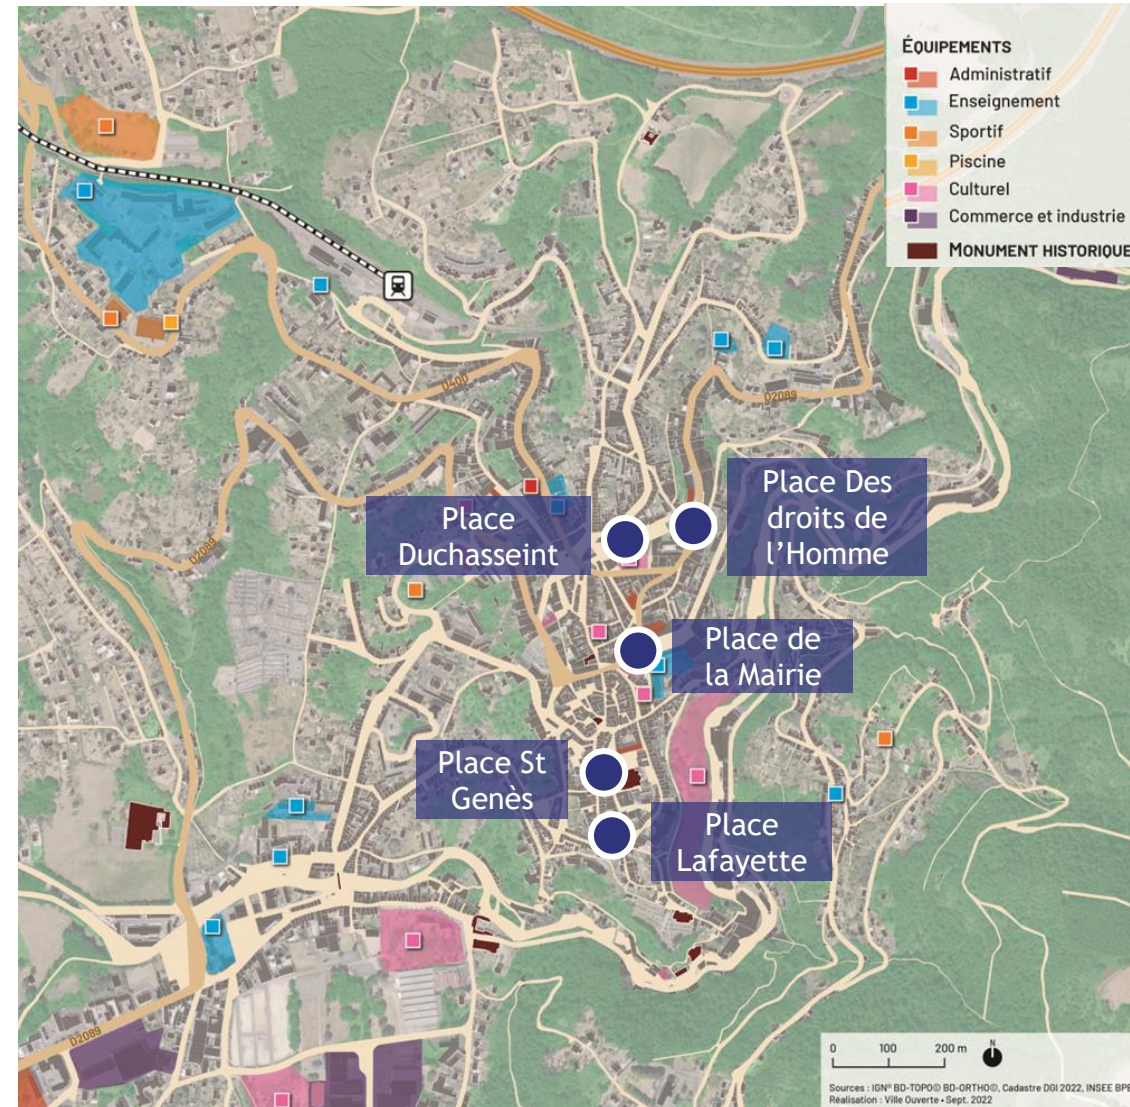 ÉQUIPEMENTS
Administratif
Enseignement
Sportif
Piscine
Culturel
Commerce et industrie
MONUMENT HISTORIQUE
D400
D2089
Place
Duchasseint
Place Des
droits de
l'Homme
D2089
Place de
la Mairie
Place St
Genès
Place
Lafayette
D2089
0 100 200 m
N
Sources : IGN® BD-TOPO® BD-ORTHO®, Cadastre DGI 2022, INSEE BPE
Réalisation : Ville Ouverte • Sept. 2022